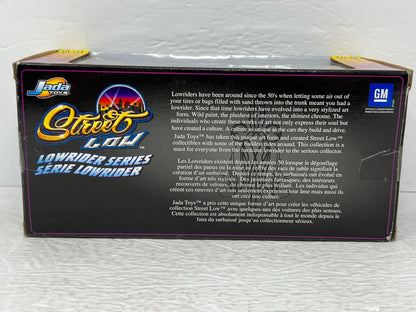 Jada
TOYS
Street
LOW™
LOWRIDER SERIES
SÉRIE LOWRIDER
GM
Lowriders have been around since the 50's when letting some air out of
your tires or bags filled with sand thrown into the trunk meant you had a
lowrider. Since that time lowriders have evolved into a very stylized art
form. Wild paint, the plushest of interiors, the shiniest chrome. The
individuals who create these works of art not only express their soul but
have created a culture. A culture as unique as the cars they build and drive.
Jada Toys™ has taken this unique art form and created Street Low™
collectibles with some of the baddest rides around. This collection is a
must for everyone from the hardcore lowrider to the serious collector.
Les Lowriders existent depuis les années 50 lorsque le dégonflage
partiel des pneus ou la mise en coffre des sacs de sable signifiait la
création d'un surbaissé. Depuis ce temps, les surbaissés ont évolué en
forme d'art très stylisée. Des peintures fantastiques, des intérieurs
recouverts de velours, du chrome le plus brillant. Les individus qui
créent ces oeuvres d'art non seulement expriment leur âme mais aussi ils
ont créé une culture.
Jada Toys™ a pris cette unique forme d'art pour créer les véhicules de
collection Street Low™ avec quelques-uns des voitures des plus sensass.
Cette collection est absolument indispensable à tout le monde depuis le
fana du surbaissé jusqu'au collectionneur sérieux.